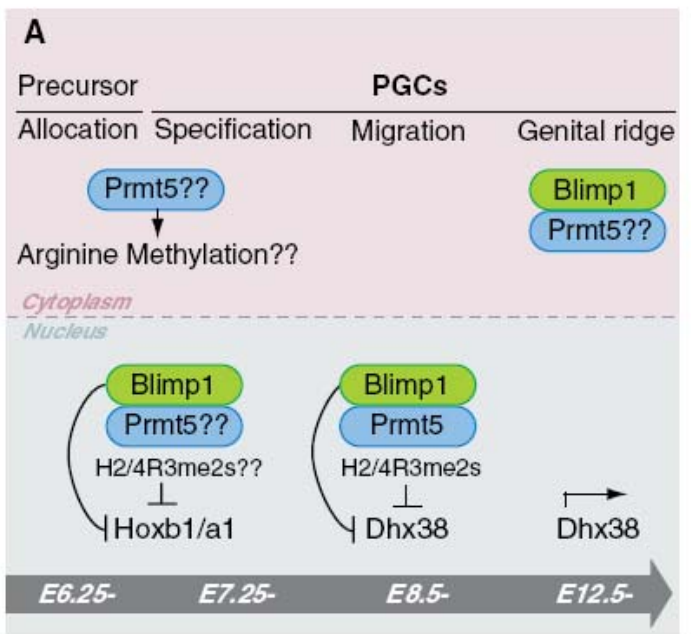 A
Precursor PGCs
Allocation Specification Migration Genital ridge
Prmt5?? Blimp1
Prmt5??
Arginine Methylation??
Cytoplasm
Nucleus
Blimp1 Blimp1
Prmt5?? Prmt5
H2/4R3me2s?? H2/4R3me2s
Hoxb1/a1 Dhx38 Dhx38
E6.25- E7.25- E8.5- E12.5-